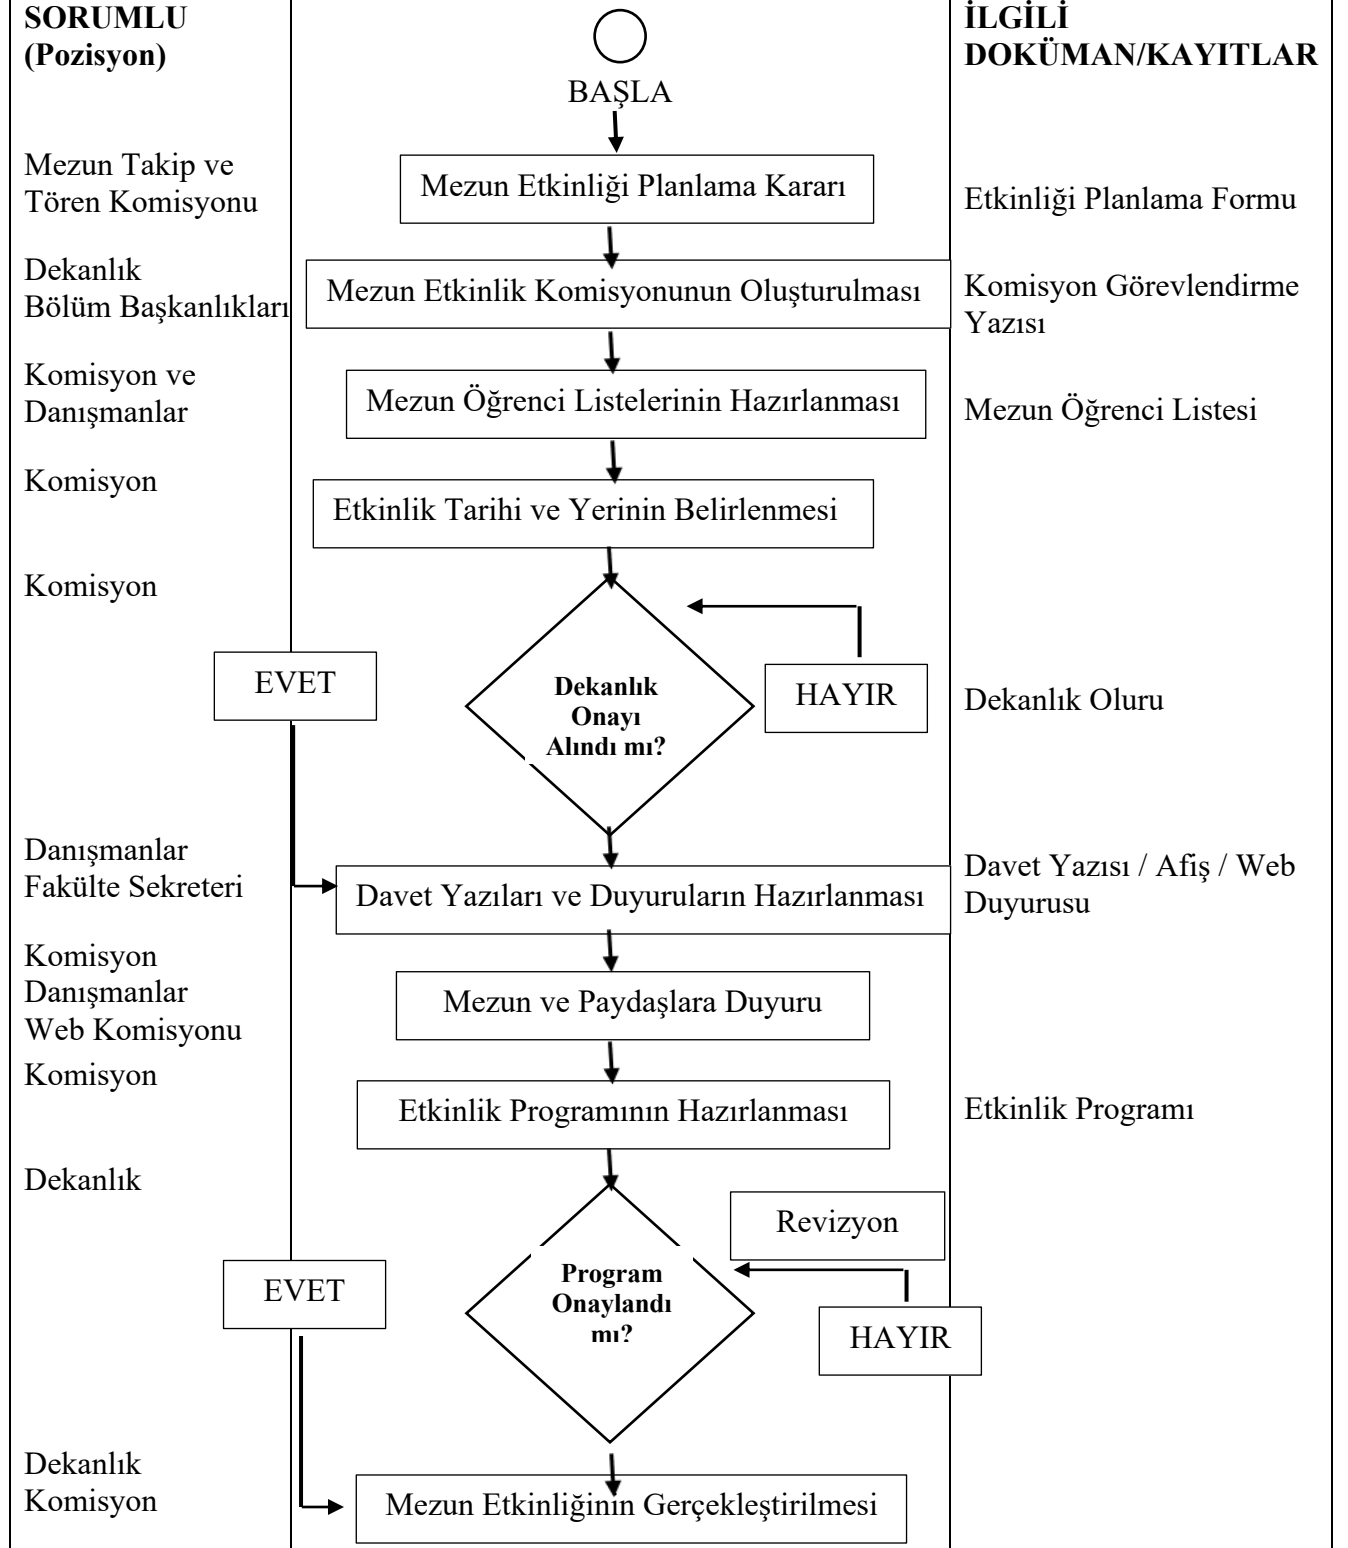 SORUMLU
(Pozisyon)
BAŞLA
İLGİLİ
DOKÜMAN/KAYITLAR
Mezun Takip ve
Tören Komisyonu
Mezun Etkinliği Planlama Kararı
Etkinliği Planlama Formu
Dekanlık
Bölüm Başkanlıkları
Mezun Etkinlik Komisyonunun Oluşturulması
Komisyon Görevlendirme
Yazısı
Komisyon ve
Danışmanlar
Mezun Öğrenci Listelerinin Hazırlanması
Mezun Öğrenci Listesi
Komisyon
Etkinlik Tarihi ve Yerinin Belirlenmesi
Komisyon
EVET
Dekanlık
Onayı
Alındı mı?
HAYIR
Dekanlık Oluru
Danışmanlar
Fakülte Sekreteri
Davet Yazıları ve Duyuruların Hazırlanması
Davet Yazısı / Afiş / Web
Duyurusu
Komisyon
Danışmanlar
Web Komisyonu
Mezun ve Paydaşlara Duyuru
Komisyon
Etkinlik Programının Hazırlanması
Etkinlik Programı
Dekanlık
Revizyon
EVET
Program
Onaylandı
mı?
HAYIR
Dekanlık
Komisyon
Mezun Etkinliğinin Gerçekleştirilmesi